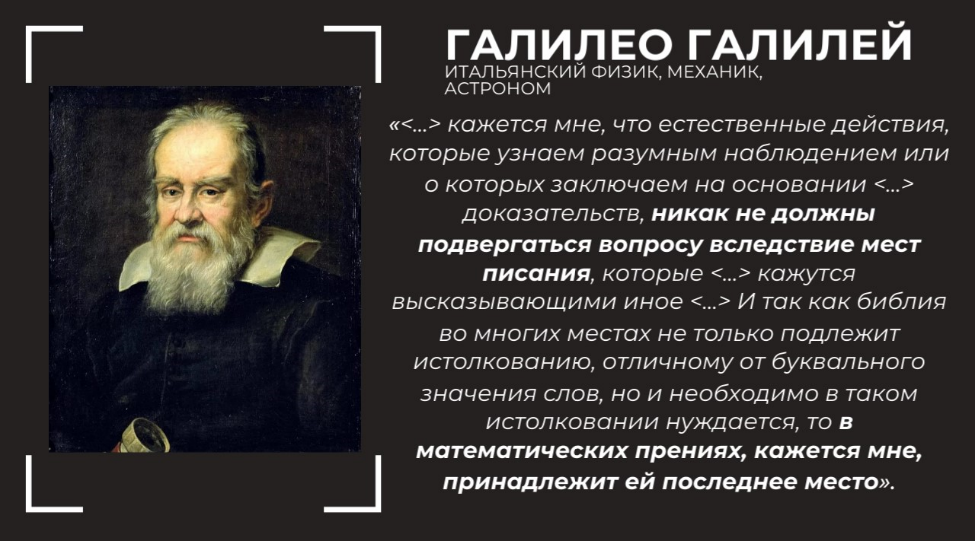 ГАЛИЛЕО ГАЛИЛЕЙ
ИТАЛЬЯНСКИЙ ФИЗИК, МЕХАНИК,
АСТРОНОМ
«<...> кажется мне, что естественные действия,
которые узнаем разумным наблюдением или
о которых заключаем на основании <...>
доказательств, никак не должны
подвергаться вопросу вследствие мест
писания, которые <...> кажутся
высказывающими иное <...> И так как библия
во многих местах не только подлежит
истолкованию, отличному от буквального
значения слов, но и необходимо в таком
истолковании нуждается, то в
математических прениях, кажется мне,
принадлежит ей последнее место».